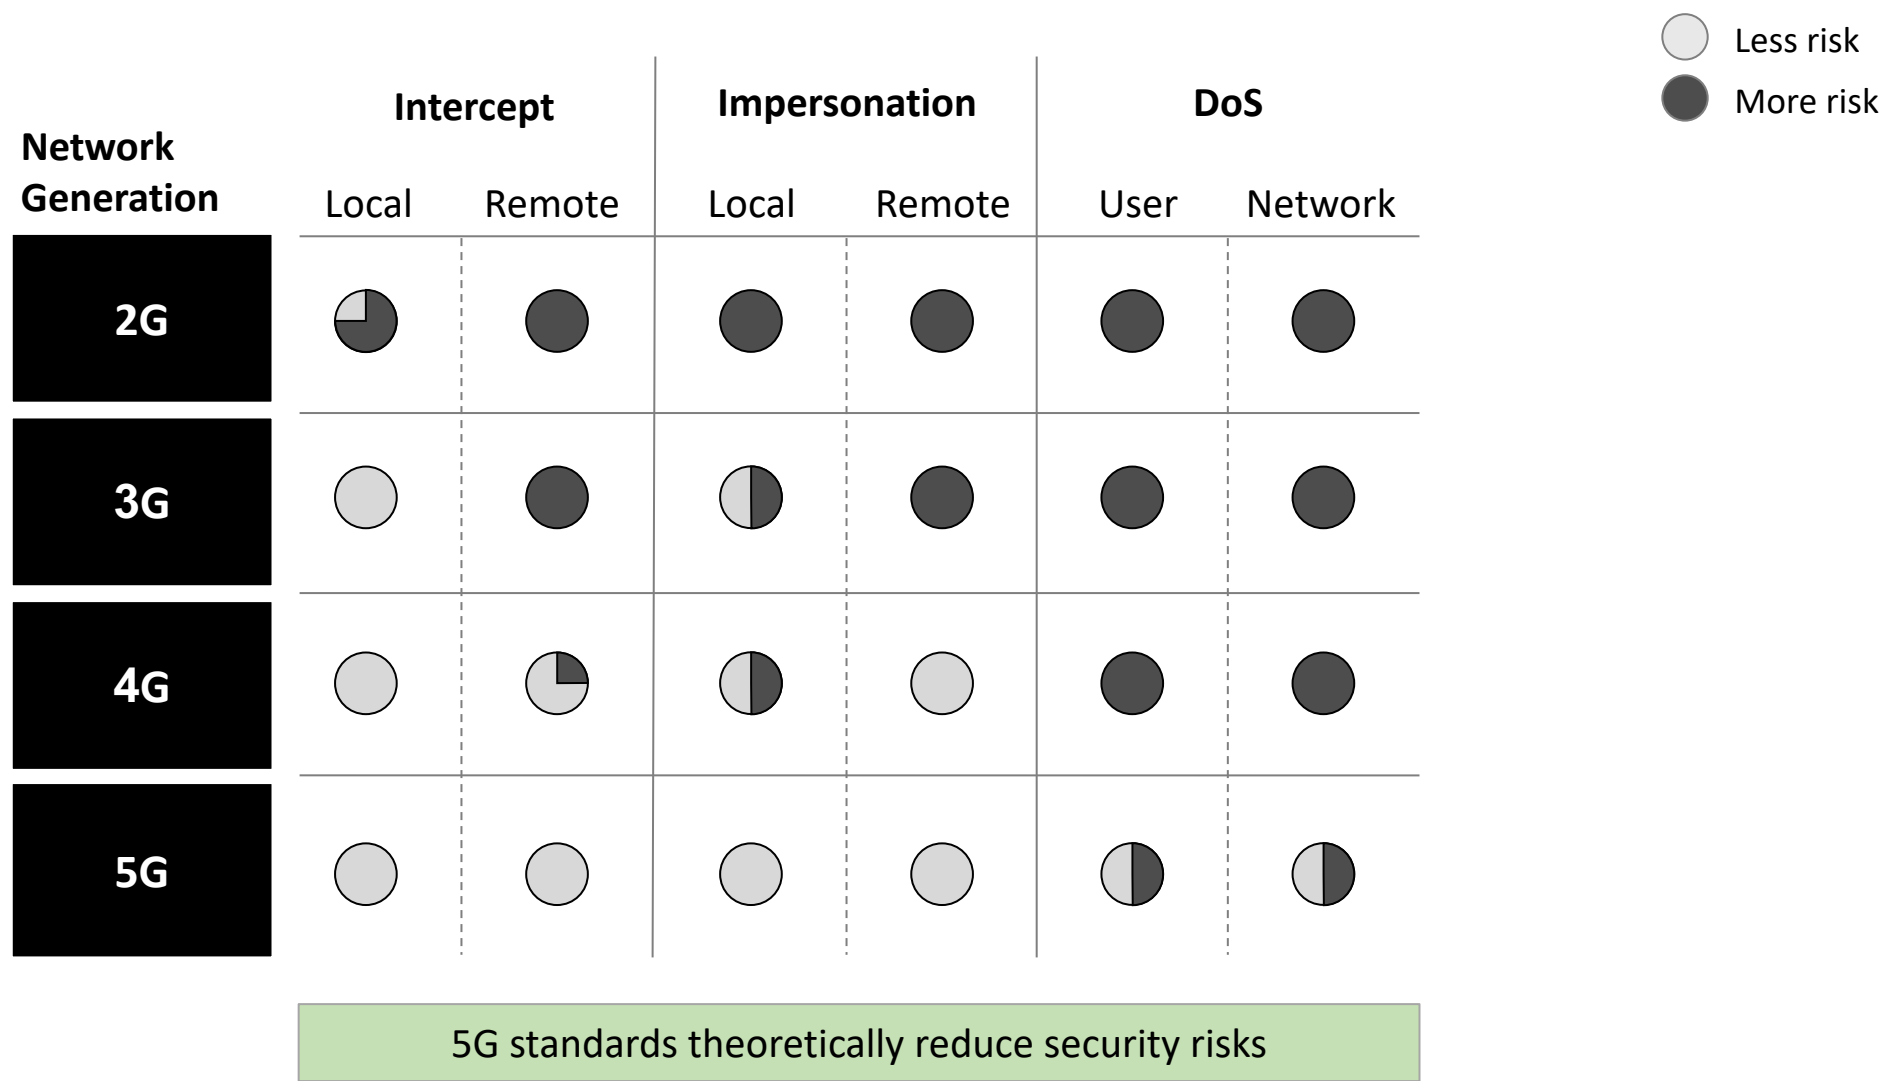 Less risk
More risk
Intercept
Impersonation
DoS
Network
Generation
Local
Remote
Local
Remote
User
Network
2G
3G
4G
5G
5G standards theoretically reduce security risks